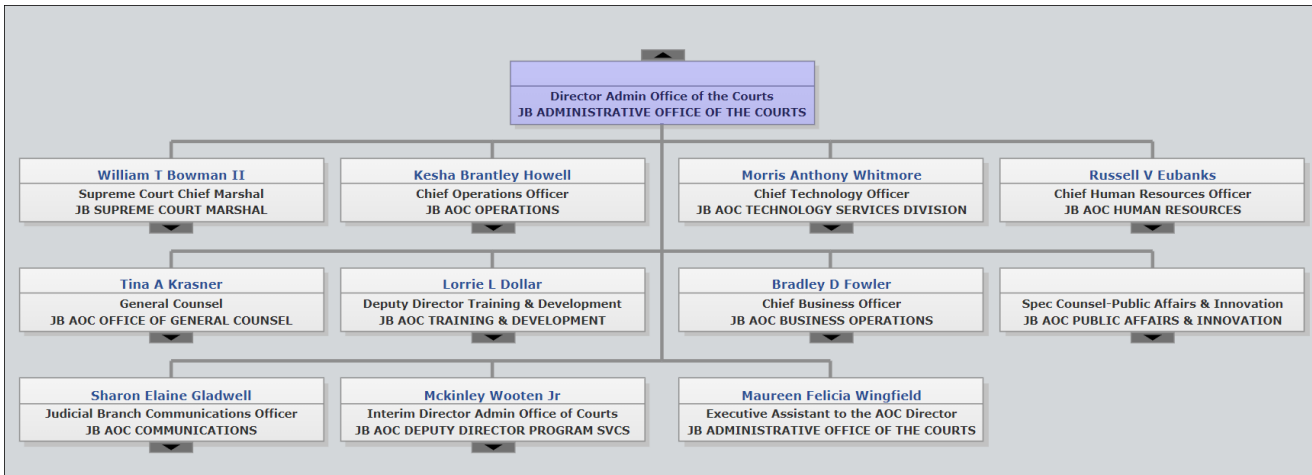 Director Admin Office of the Courts
JB ADMINISTRATIVE OFFICE OF THE COURTS
William T Bowman II
Supreme Court Chief Marshal
JB SUPREME COURT MARSHAL
Kesha Brantley Howell
Chief Operations Officer
JB AOC OPERATIONS
Morris Anthony Whitmore
Chief Technology Officer
JB AOC TECHNOLOGY SERVICES DIVISION
Russell V Eubanks
Chief Human Resources Officer
JB AOC HUMAN RESOURCES
Tina A Krasner
General Counsel
JB AOC OFFICE OF GENERAL COUNSEL
Lorrie L Dollar
Deputy Director Training & Development
JB AOC TRAINING & DEVELOPMENT
Bradley D Fowler
Chief Business Officer
JB AOC BUSINESS OPERATIONS
Spec Counsel-Public Affairs & Innovation
JB AOC PUBLIC AFFAIRS & INNOVATION
Sharon Elaine Gladwell
Judicial Branch Communications Officer
JB AOC COMMUNICATIONS
Mckinley Wooten Jr
Interim Director Admin Office of Courts
JB AOC DEPUTY DIRECTOR PROGRAM SVCS
Maureen Felicia Wingfield
Executive Assistant to the AOC Director
JB ADMINISTRATIVE OFFICE OF THE COURTS